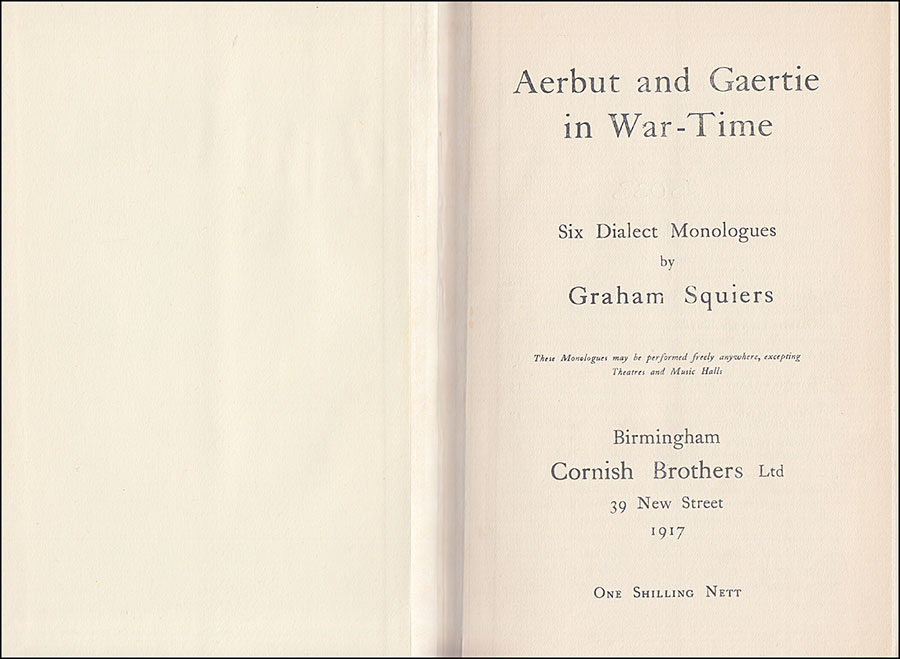 Aerbut and Gaertie
in War-Time
Six Dialect Monologues
by
Graham Squiers
These Monologues may be performed freely anywhere, excepting
Theatres and Music Halls
Birmingham
Cornish Brothers Ltd
39 New Street
1917
One Shilling Nett